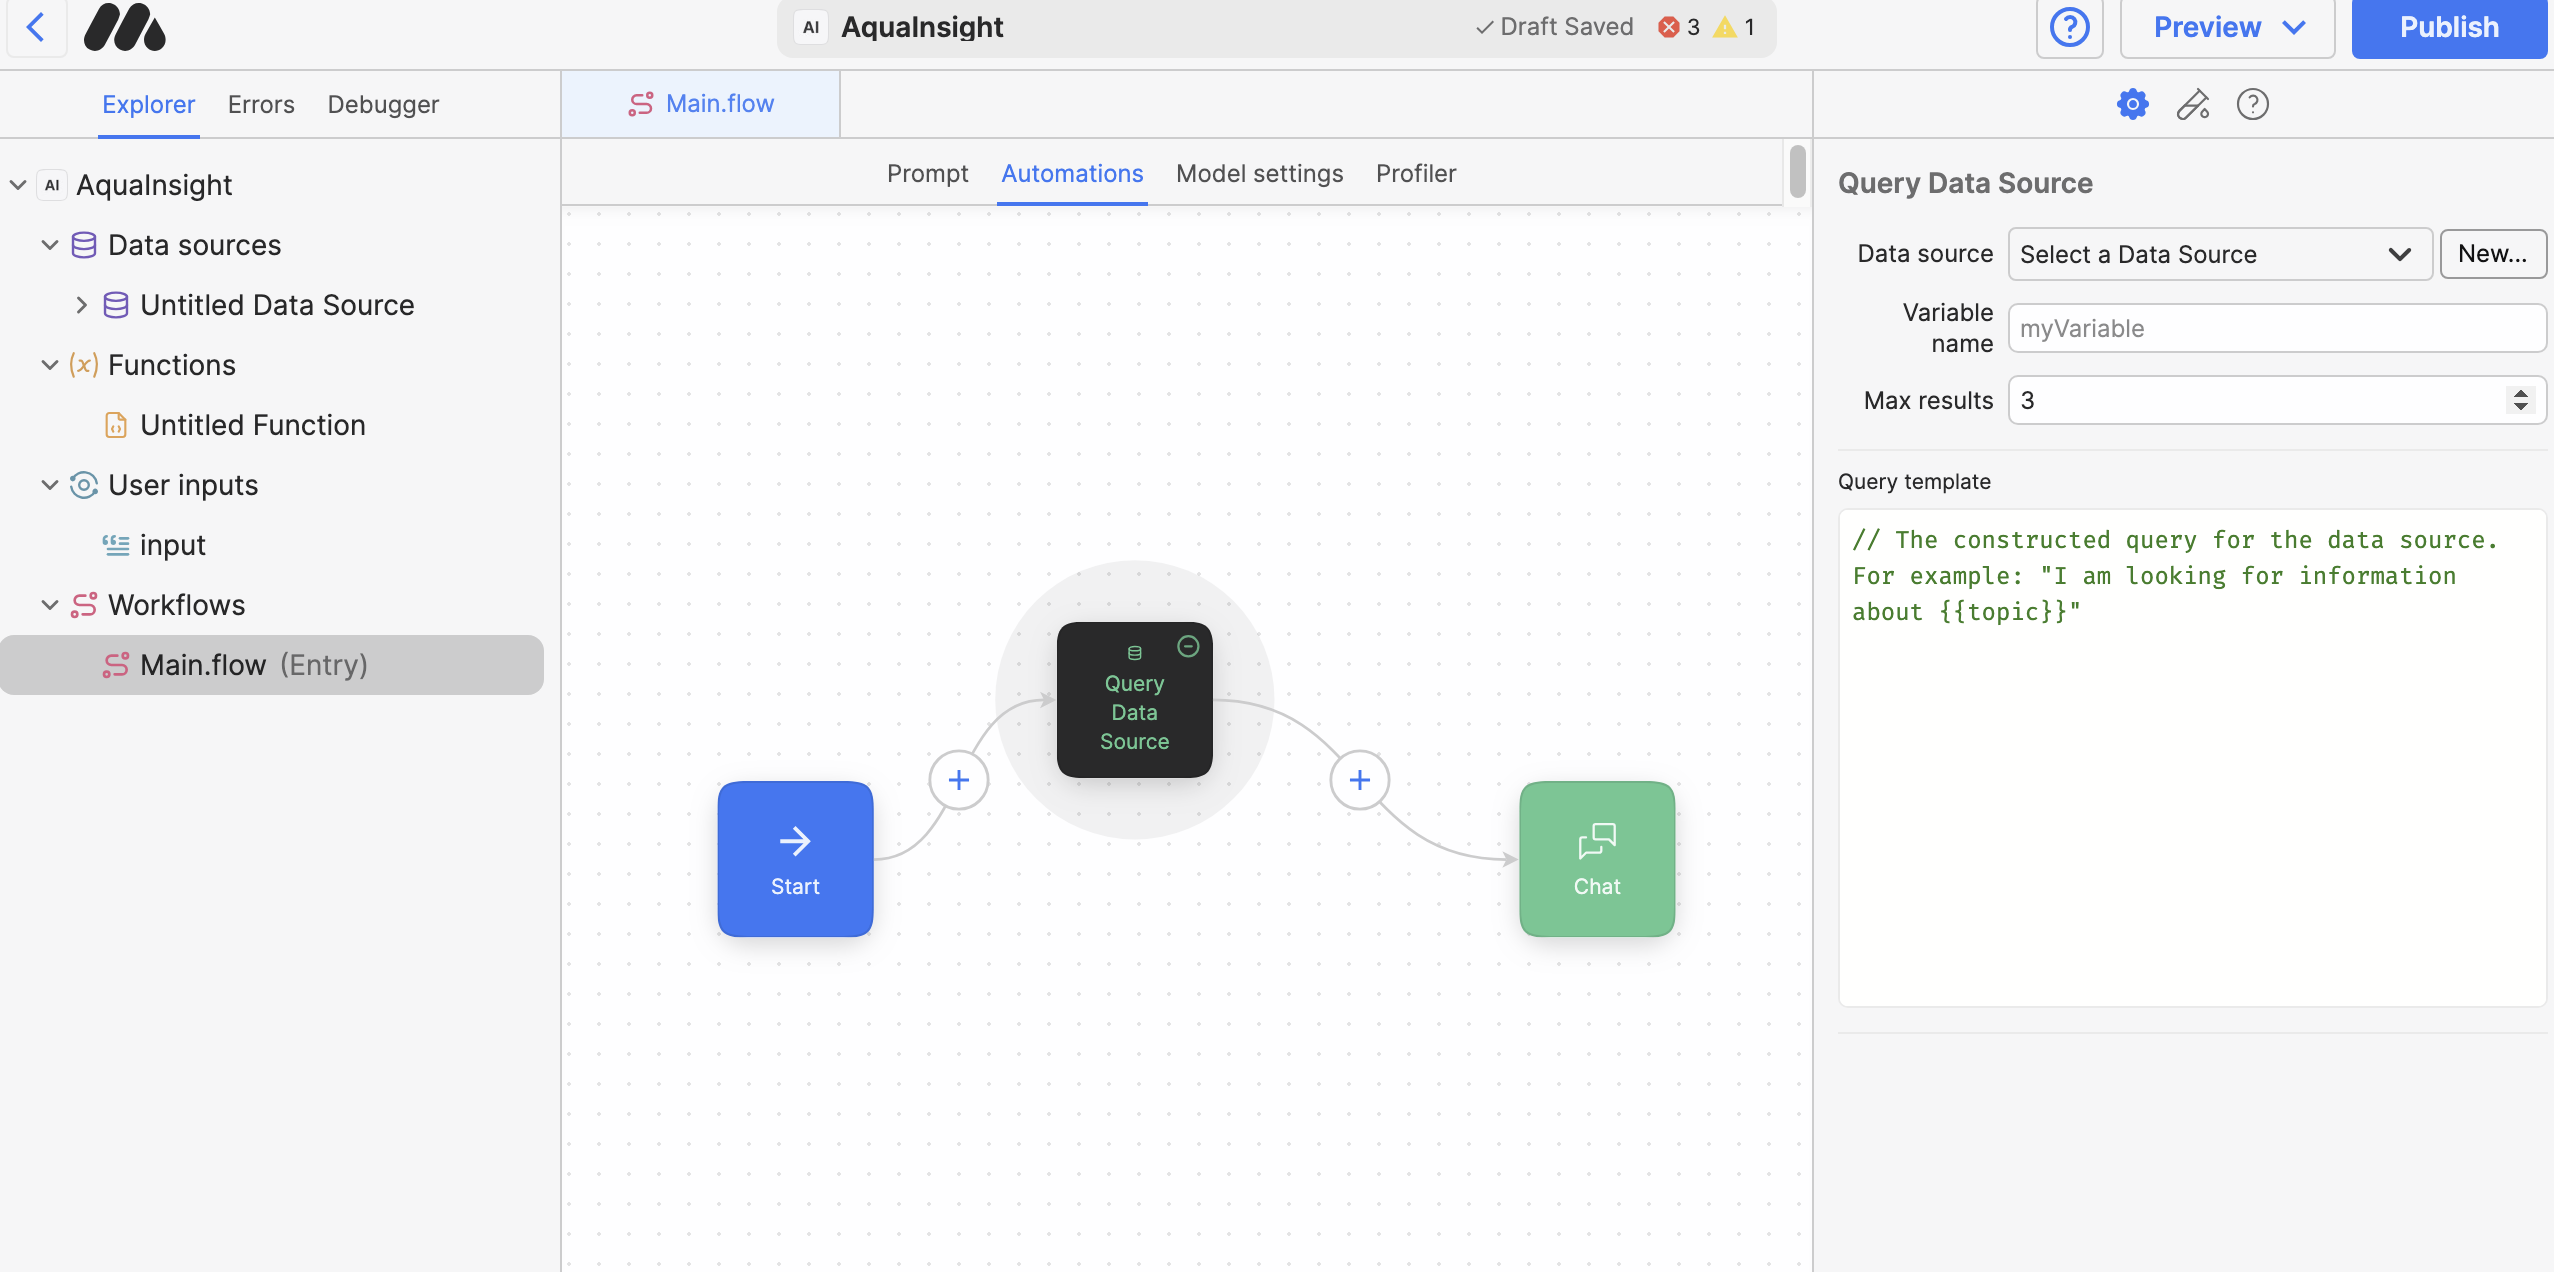 AI AquaInsight
Draft Saved 3 1
Preview
Publish
Explorer Errors Debugger
AI AquaInsight
Data sources
Untitled Data Source
Functions
Untitled Function
User inputs
input
Workflows
Main.flow (Entry)
Main.flow
Prompt Automations Model settings Profiler
Start
Query
Data
Source
Chat
Query Data Source
Data source Select a Data Source New...
Variable
name
myVariable
Max results 3
Query template
// The constructed query for the data source.
For example: "I am looking for information
about {{topic}}"